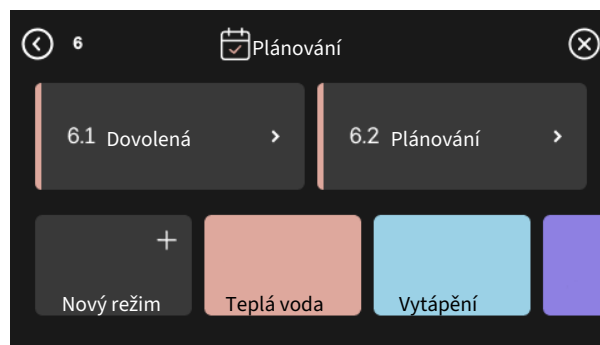 6 Plánování
6.1 Dovolená 6.2 Plánování
Nový režim Teplá voda Vytápění